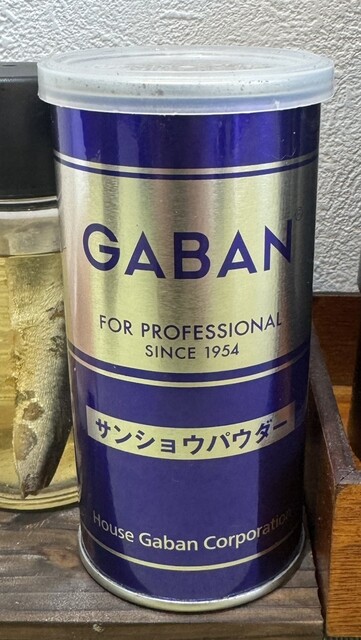 GABAN®
FOR PROFESSIONAL
SINCE 1954
サンショウパウダー
House Gaban Corporation